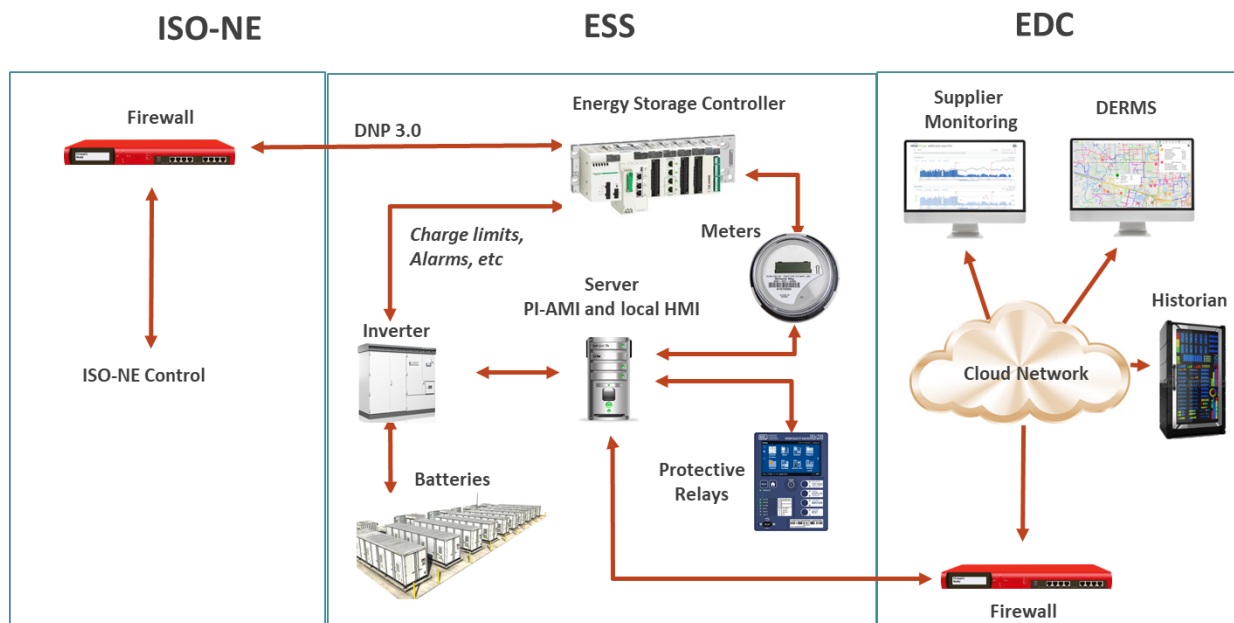 ISO-NE
ESS
EDC
Firewall
DNP 3.0
ISO-NE Control
Energy Storage Controller
Charge limits,
Alarms, etc
Meters
Server
PI-AMI and local HMI
Inverter
Batteries
Protective
Relays
Supplier
Monitoring
DERMS
Historian
Cloud Network
Firewall